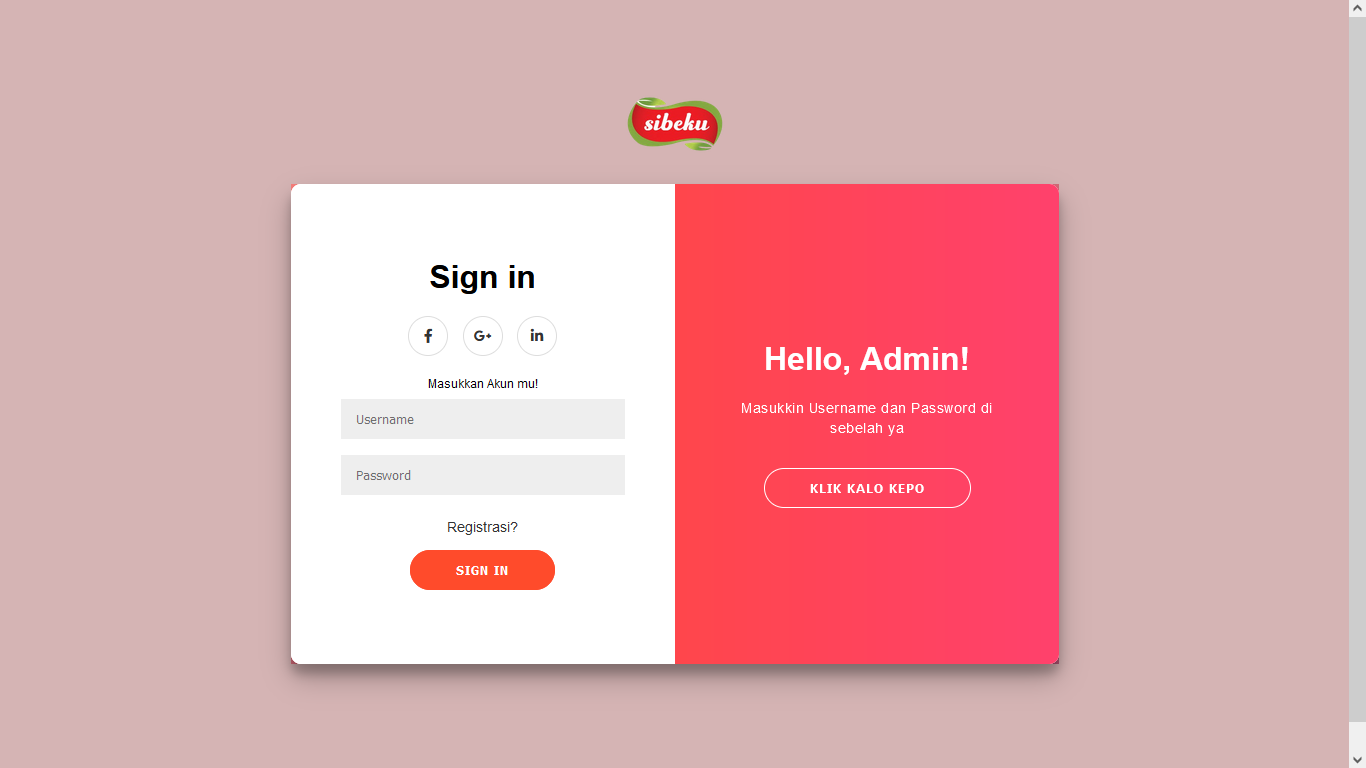 sibeku
Sign in
Masukkan Akun mu!
Username
Password
Registrasi?
SIGN IN
Hello, Admin!
Masukkin Username dan Password di
sebelah ya
KLIK KALO KEPO